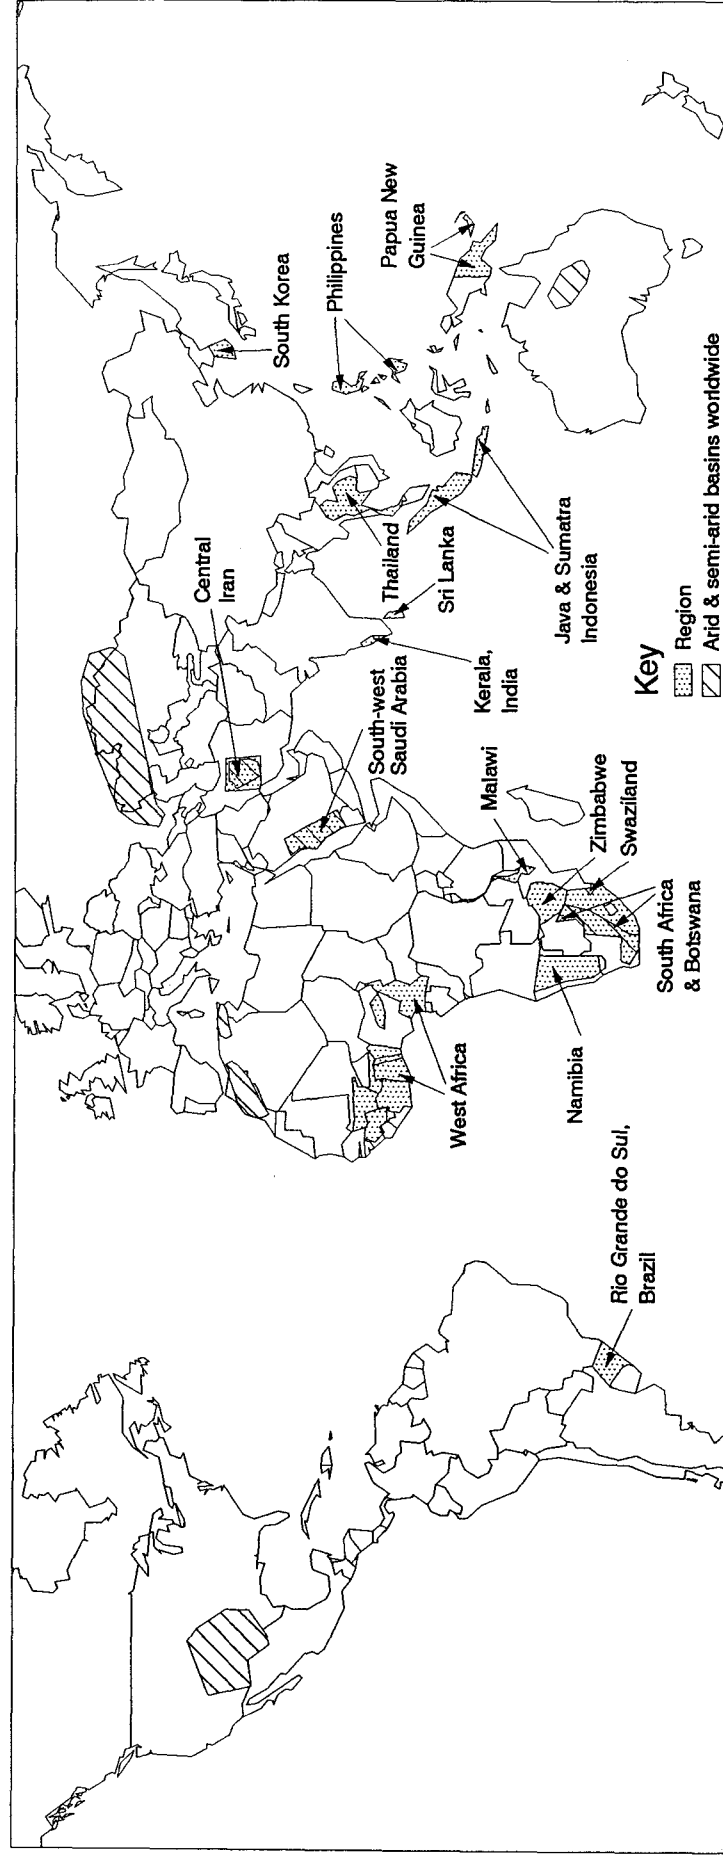 South Korea
Philippines
Papua New
Guinea
Central
Iran
Thailand
Sri Lanka
Java & Sumatra
Indonesia
Kerala,
India
South-west
Saudi Arabia
Malawi
Zimbabwe
Swaziland
South Africa
& Botswana
Namibia
West Africa
Rio Grande do Sul,
Brazil
Key
Region
Arid & semi-arid basins worldwide